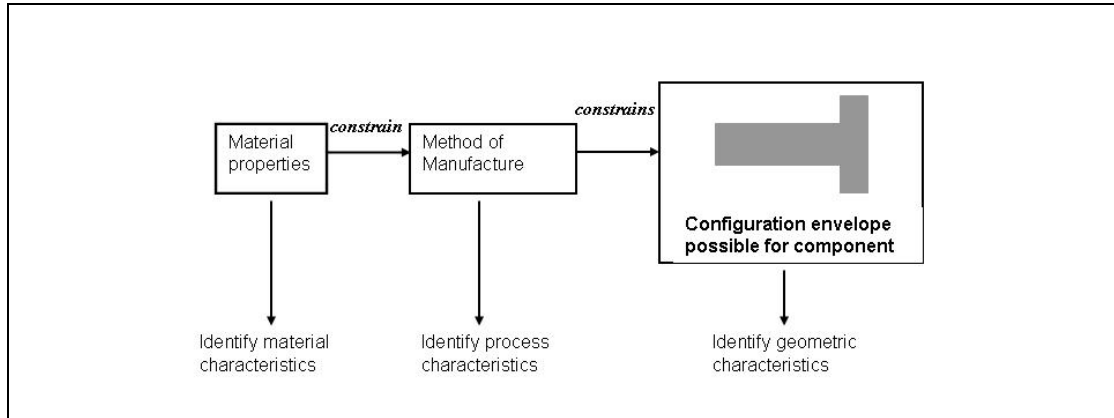 constrain
constrains
Material
properties
Method of
Manufacture
Configuration envelope
possible for component
Identify material
characteristics
Identify process
characteristics
Identify geometric
characteristics